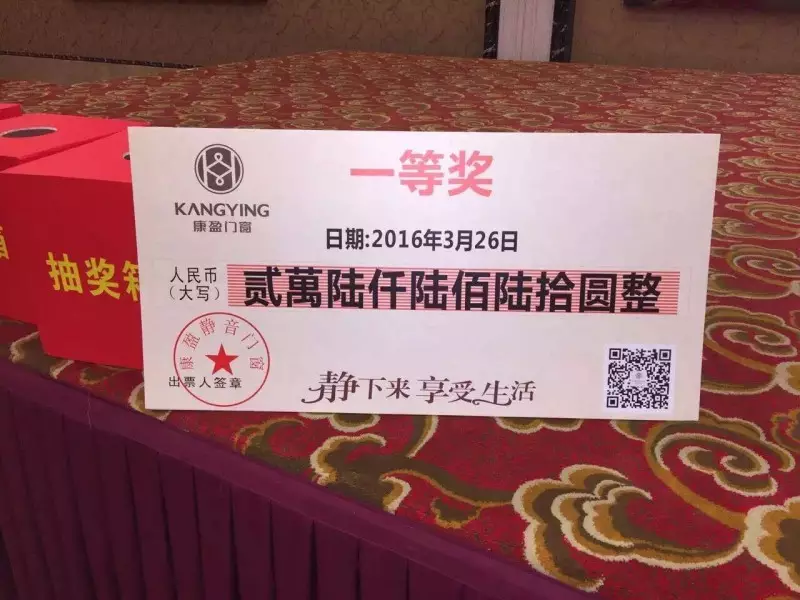 一等奖
KANGYING
康盈门窗
日期:2016年3月26日
人民币
(大写)
贰萬陆仟陆佰陆拾圆整
康盈静音门窗
出票人签章
静下来 享受生活
抽奖箱